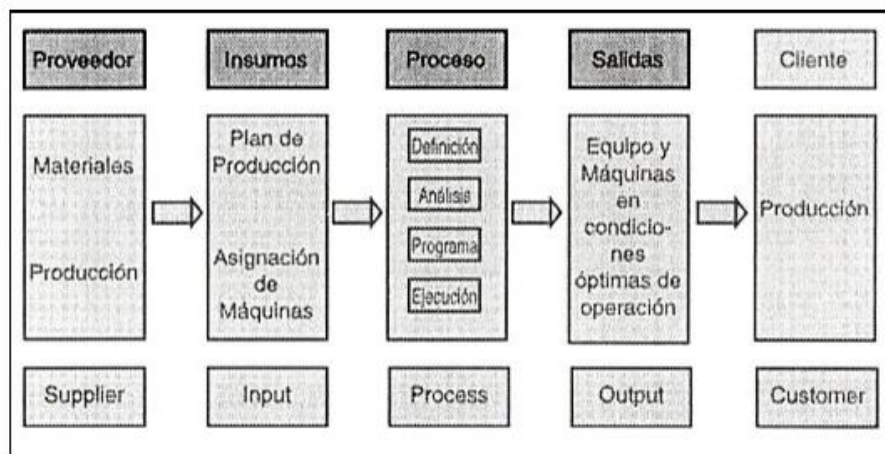 Proveedor
Insumos
Proceso
Salidas
Cliente
Materiales
Producción
Plan de
Producción
Asignación
de
Máquinas
Definición
Análisis
Programa
Ejecución
Equipo y
Máquinas
en
condicio-
nes
óptimas de
operación
Producción
Supplier
Input
Process
Output
Customer